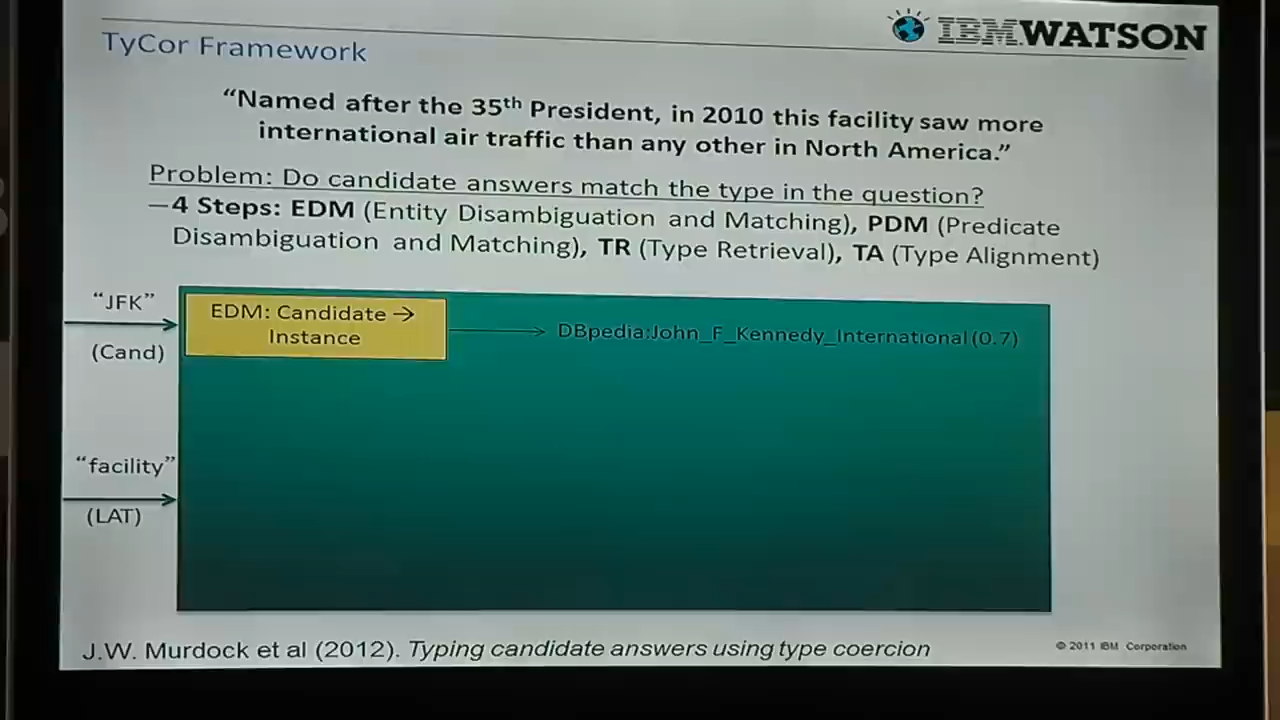 IBM WATSON
TyCor Framework
“Named after the 35th President, in 2010 this facility saw more
international air traffic than any other in North America.”
Problem: Do candidate answers match the type in the question?
—4 Steps: EDM (Entity Disambiguation and Matching), PDM (Predicate
Disambiguation and Matching), TR (Type Retrieval), TA (Type Alignment)
“JFK”
(Cand)
EDM: Candidate →
Instance
DBpedia:John_F_Kennedy_International(0.7)
“facility”
(LAT)
J.W. Murdock et al (2012). Typing candidate answers using type coercion
© 2011 IBM Corporation